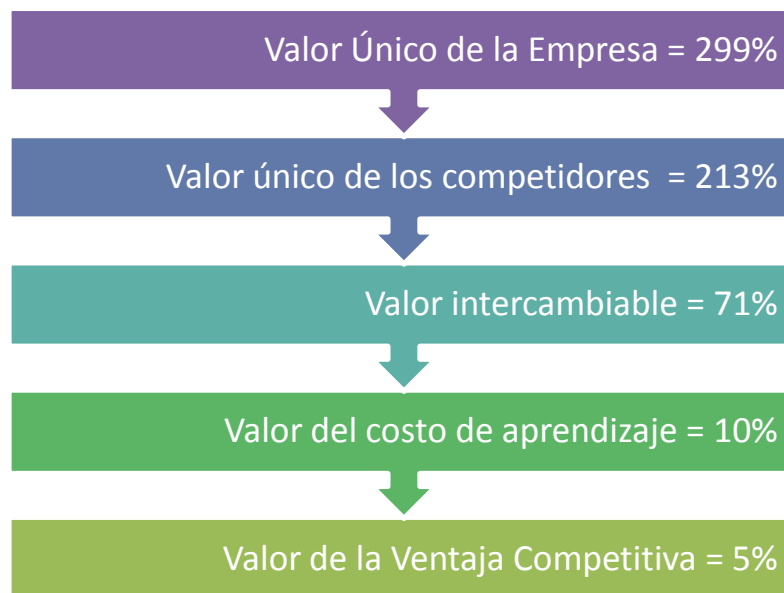 Valor Único de la Empresa = 299%
Valor único de los competidores = 213%
Valor intercambiable = 71%
Valor del costo de aprendizaje = 10%
Valor de la Ventaja Competitiva = 5%